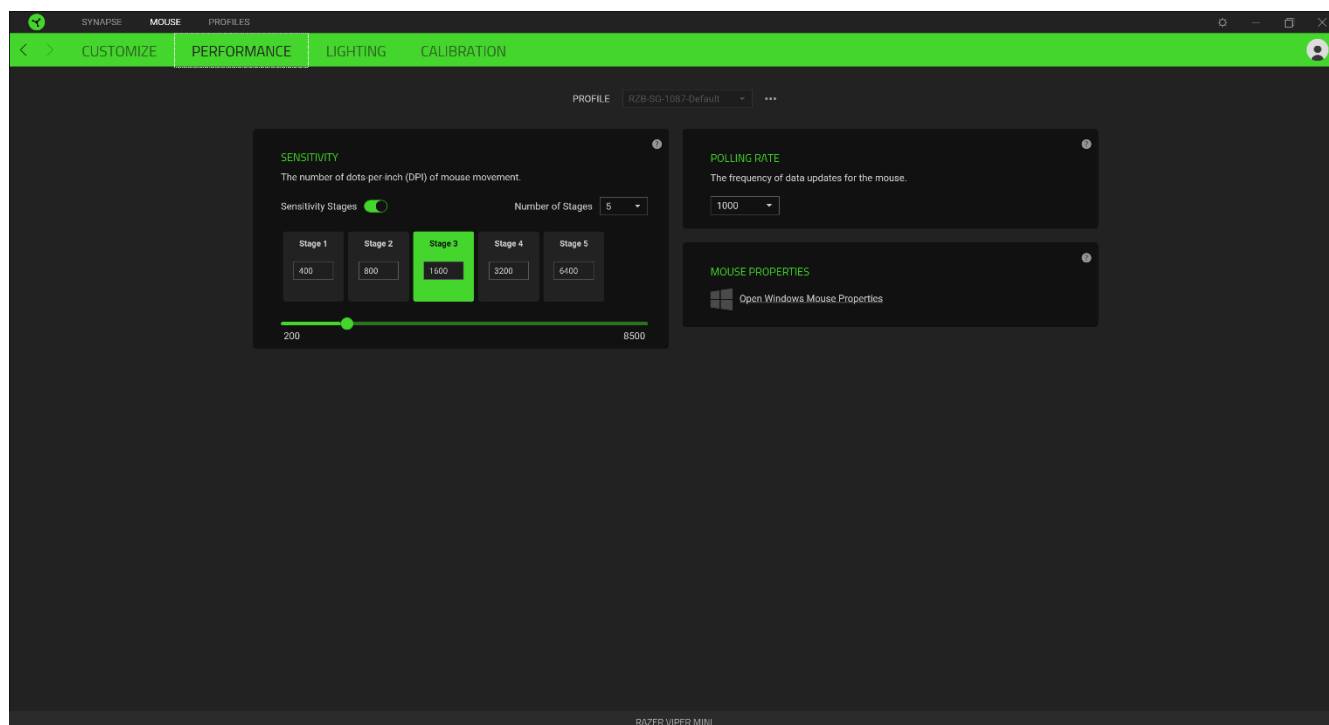 SYNAPSE MOUSE PROFILES
CUSTOMIZE PERFORMANCE LIGHTING CALIBRATION
PROFILE RZB-SG-1087-Default
SENSITIVITY
The number of dots-per-inch (DPI) of mouse movement.
Sensitivity Stages Number of Stages 5
Stage 1 Stage 2 Stage 3 Stage 4 Stage 5
400 800 1600 3200 6400
200 8500
POLLING RATE
The frequency of data updates for the mouse.
1000
MOUSE PROPERTIES
Open Windows Mouse Properties
RAZER VIPER MINI